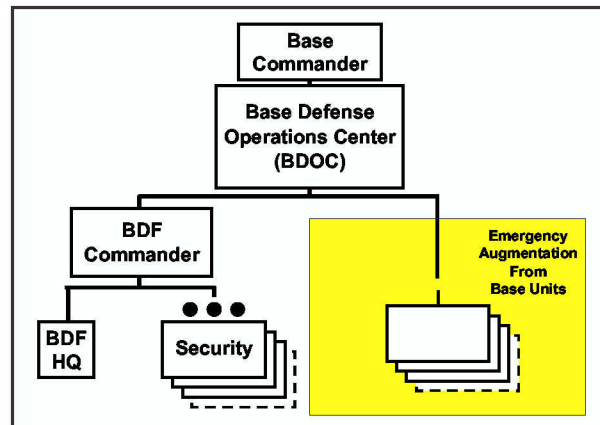 Base
Commander
Base Defense
Operations Center
(BDOC)
BDF
Commander
Emergency
Augmentation
From
Base Units
BDF
HQ
Security